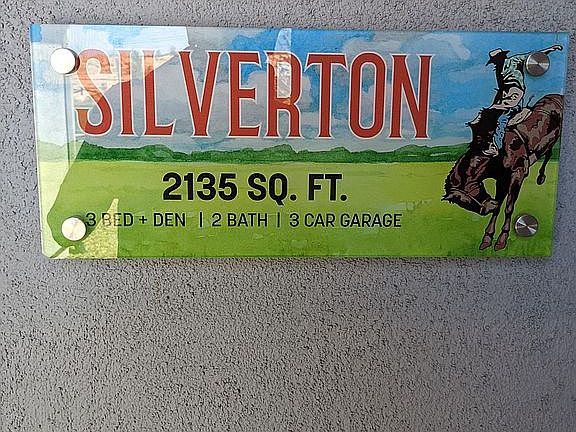 SILVERTON
2135 SQ. FT.
3 BED + DEN | 2 BATH | 3 CAR GARAGE